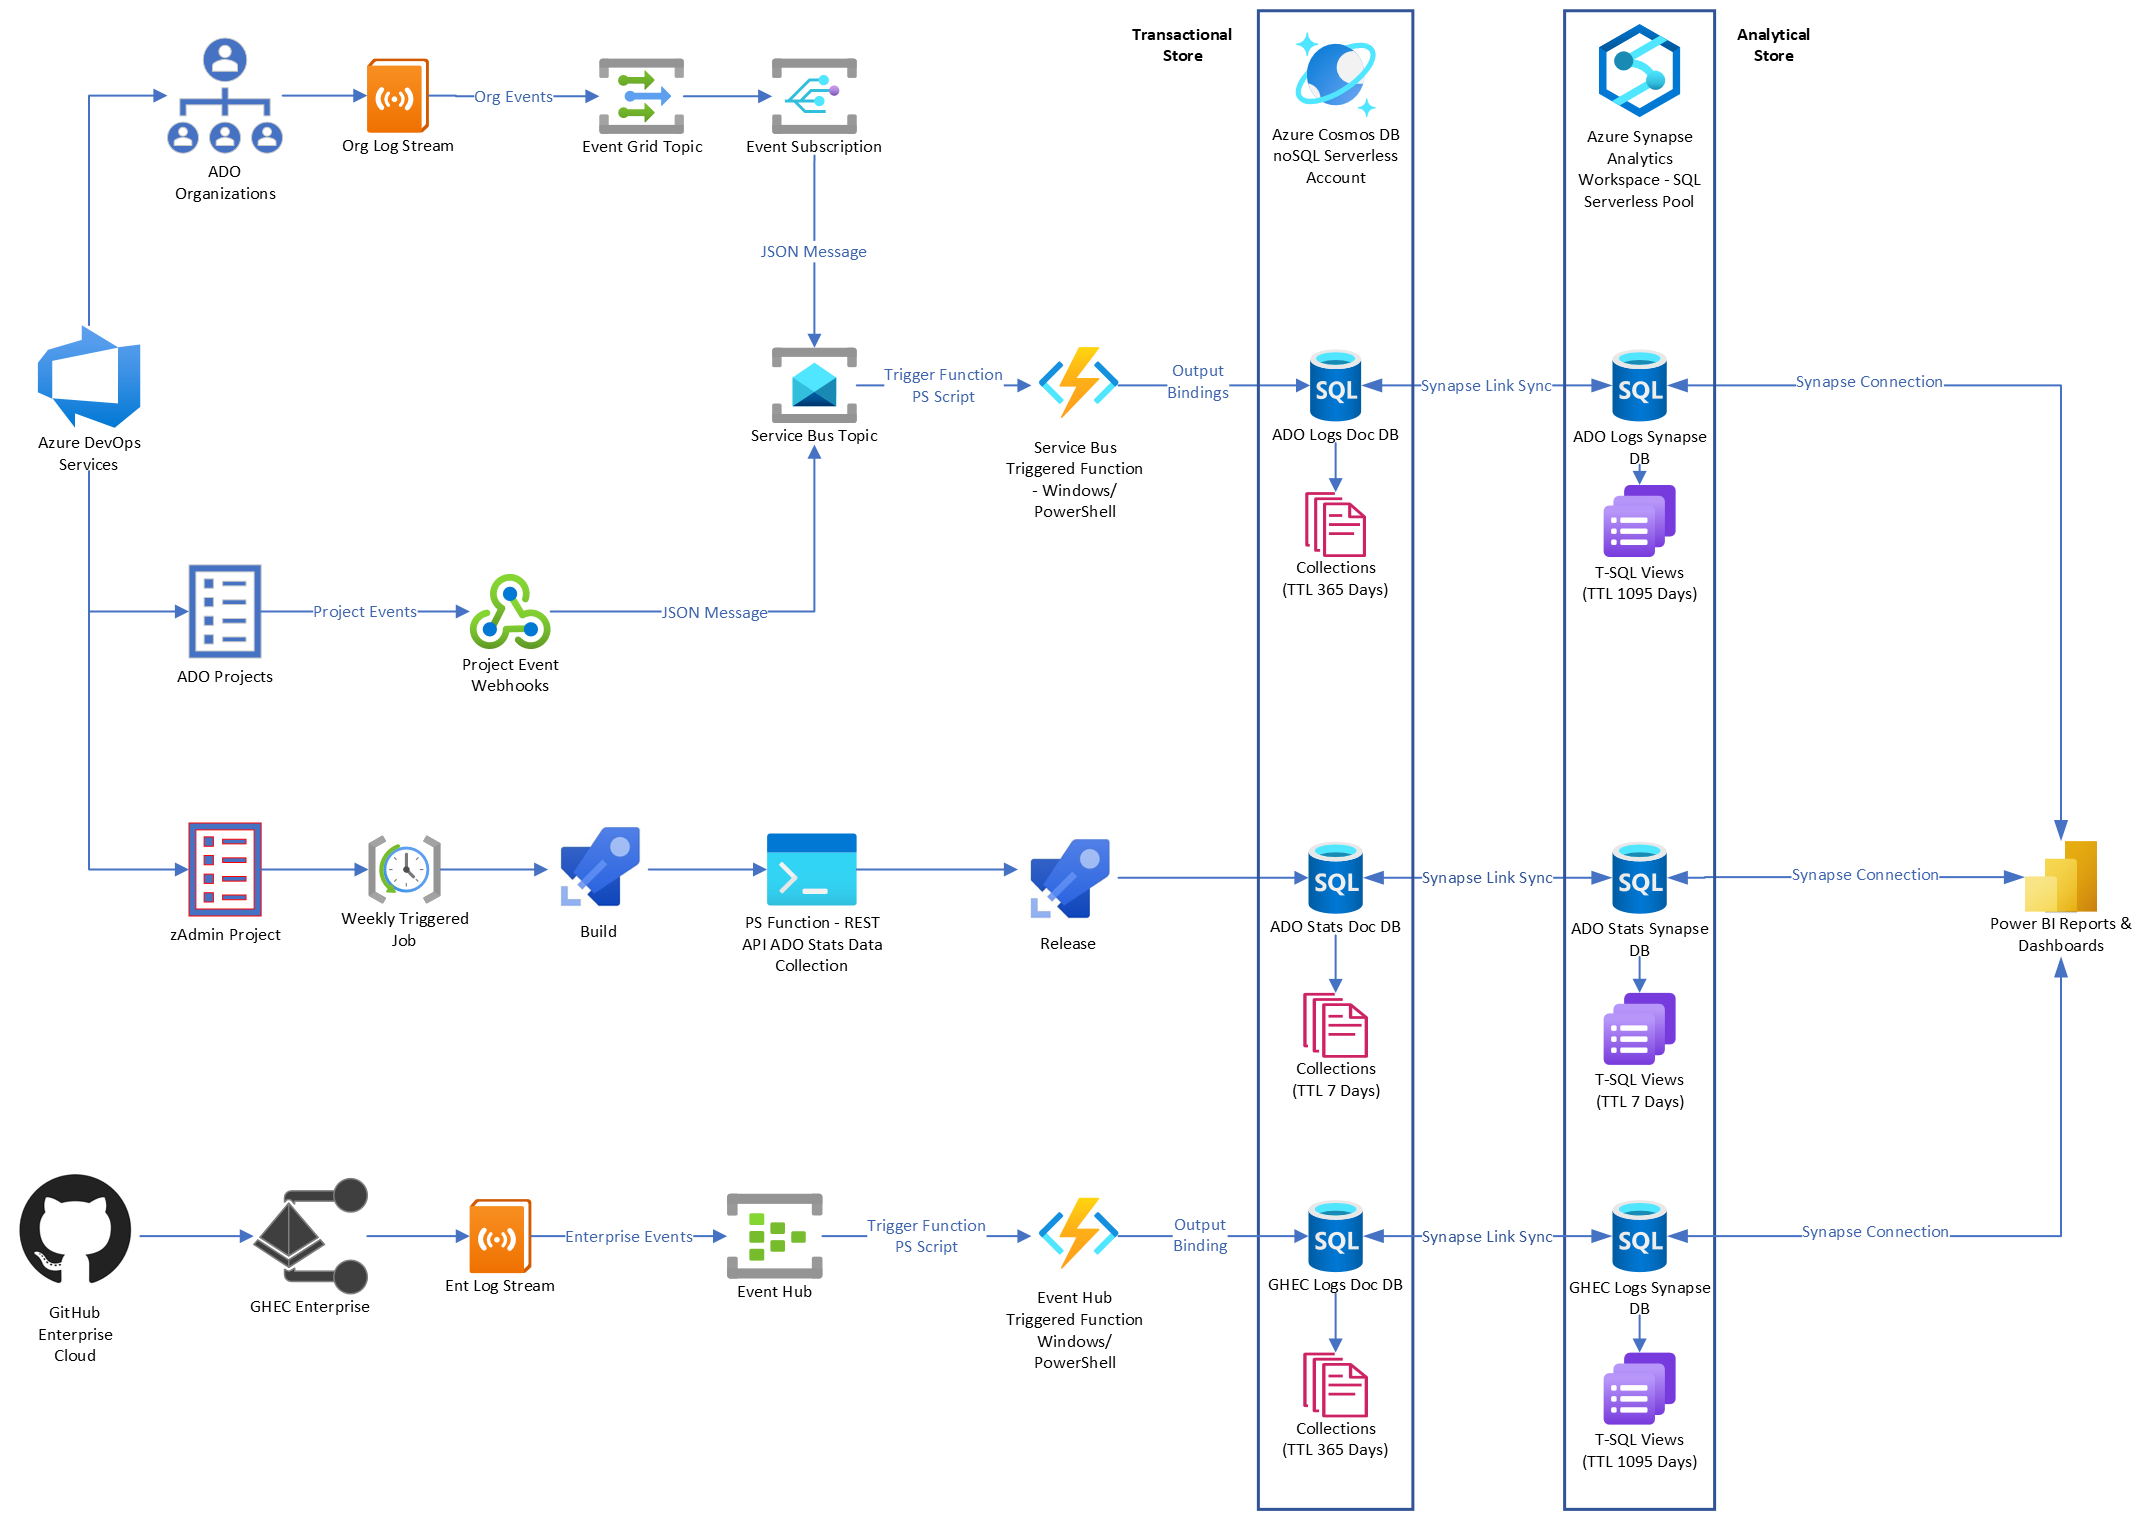 Transactional
Store
Analytical
Store
Azure Cosmos DB
noSQL Serverless
Account
Azure Synapse
Analytics
Workspace - SQL
Serverless Pool
ADO
Organizations
Org Log Stream
Org Events
Event Grid Topic
Event Subscription
JSON Message
Azure DevOps
Services
Service Bus Topic
Trigger Function
PS Script
Service Bus
Triggered Function
- Windows/
PowerShell
Output
Bindings
SQL
ADO Logs Doc DB
Synapse Link Sync
SQL
ADO Logs Synapse
DB
Synapse Connection
Collections
(TTL 365 Days)
T-SQL Views
(TTL 1095 Days)
ADO Projects
Project Events
Project Event
Webhooks
JSON Message
zAdmin Project
Weekly Triggered
Job
Build
PS Function - REST
API ADO Stats Data
Collection
Release
SQL
ADO Stats Doc DB
Synapse Link Sync
SQL
ADO Stats Synapse
DB
Synapse Connection
Power BI Reports &
Dashboards
Collections
(TTL 7 Days)
T-SQL Views
(TTL 7 Days)
GitHub
Enterprise
Cloud
GHEC Enterprise
Ent Log Stream
Enterprise Events
Event Hub
Trigger Function
PS Script
Event Hub
Triggered Function
Windows/
PowerShell
Output
Binding
SQL
GHEC Logs Doc DB
Synapse Link Sync
SQL
GHEC Logs Synapse
DB
Synapse Connection
Collections
(TTL 365 Days)
T-SQL Views
(TTL 1095 Days)